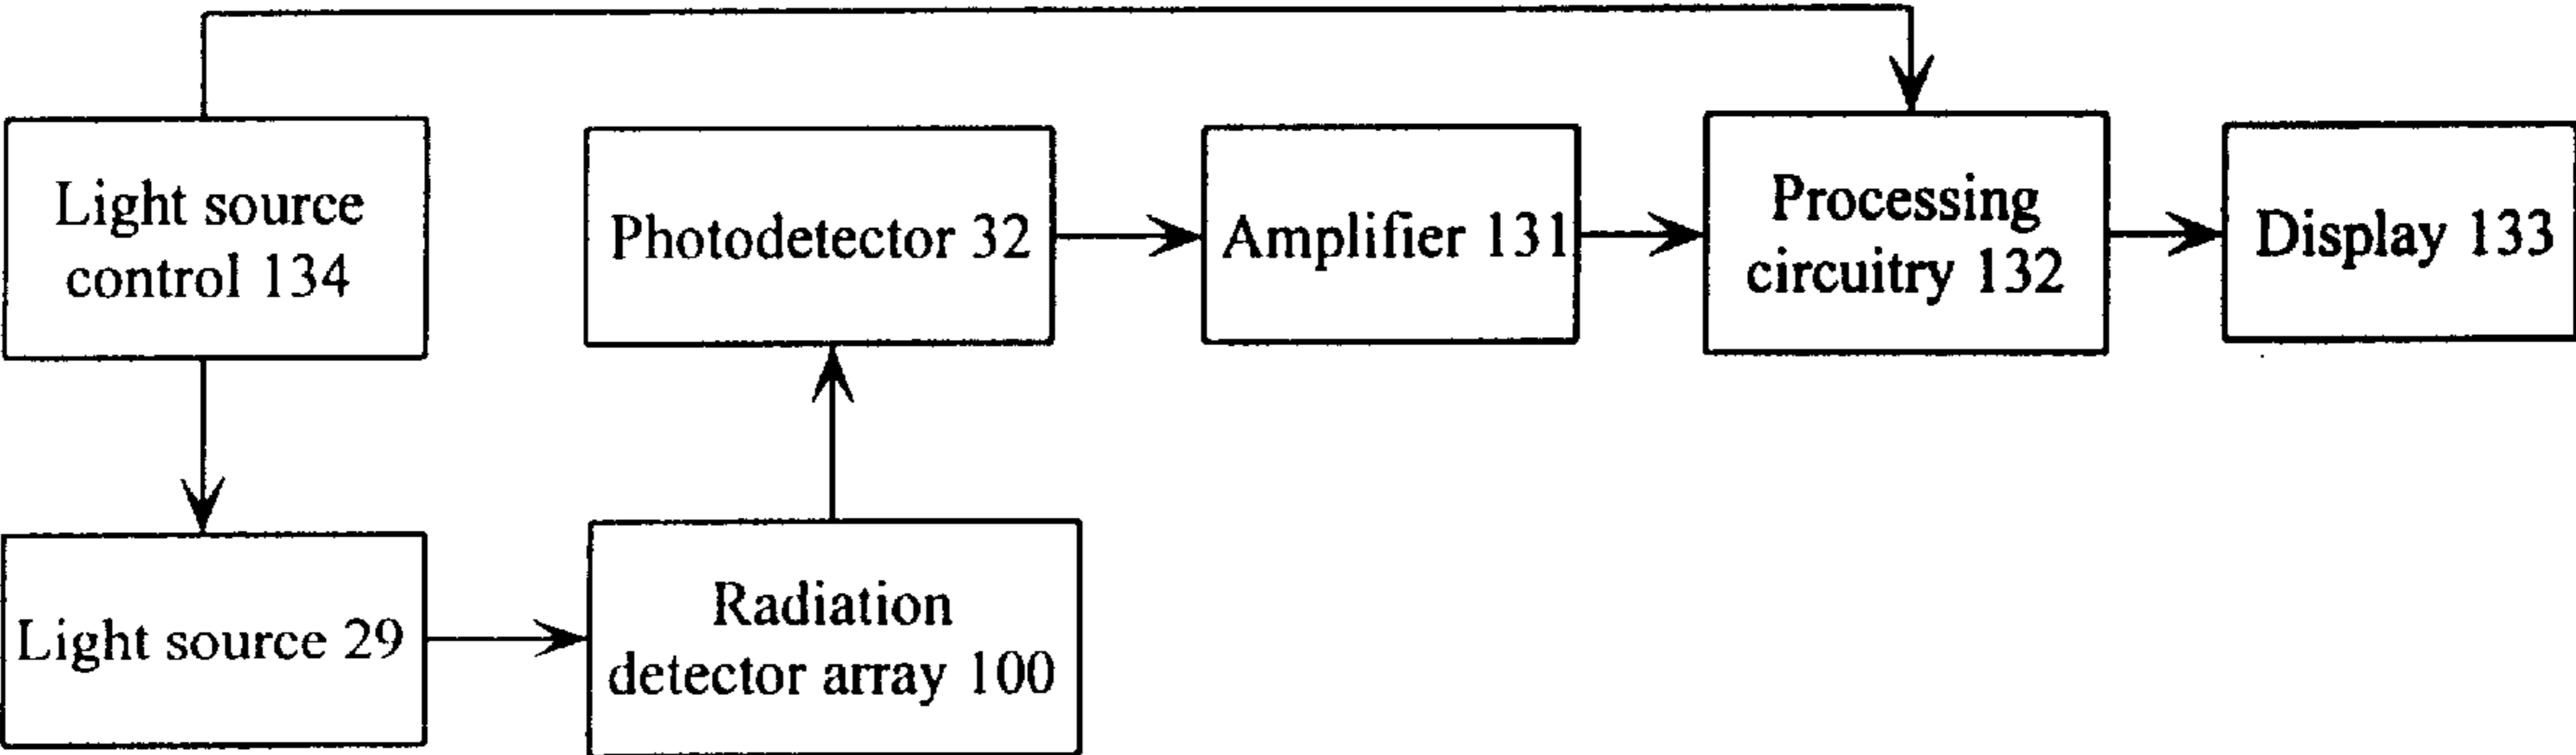 Light source
control 134
Photodetector 32
Amplifier 131
Processing
circuitry 132
Display 133
Light source 29
Radiation
detector array 100